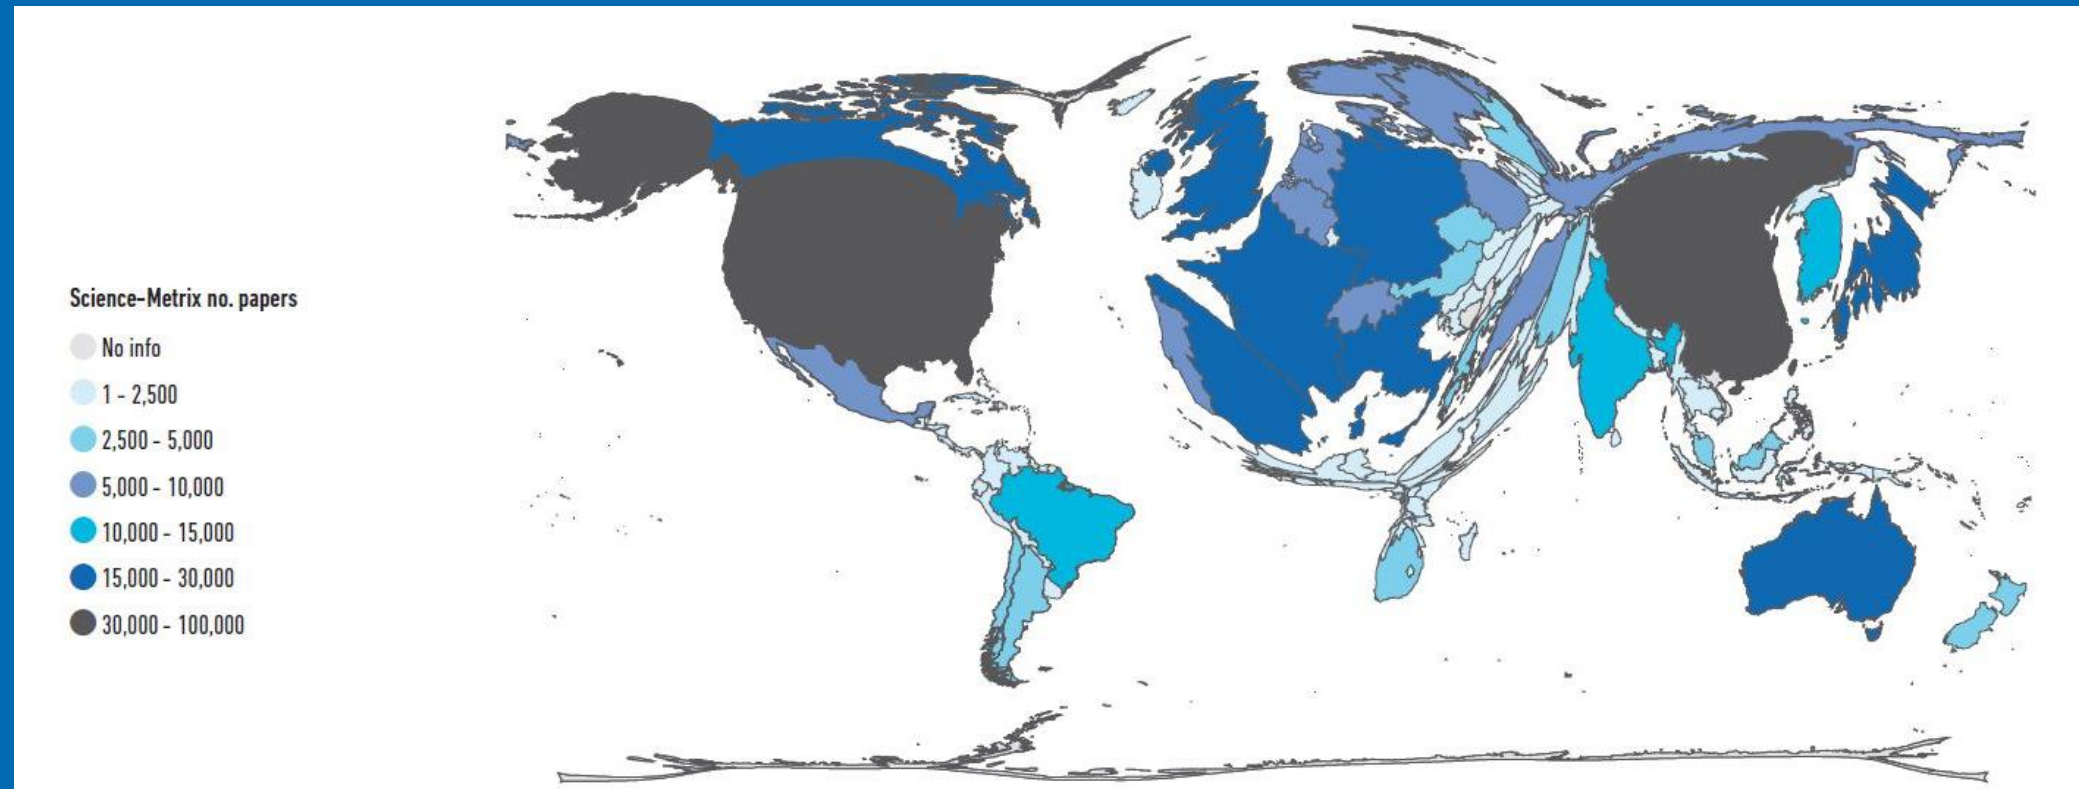 Science-Metrix no. papers
No info
1 - 2,500
2,500 - 5,000
5,000 - 10,000
10,000 - 15,000
15,000 - 30,000
30,000 - 100,000